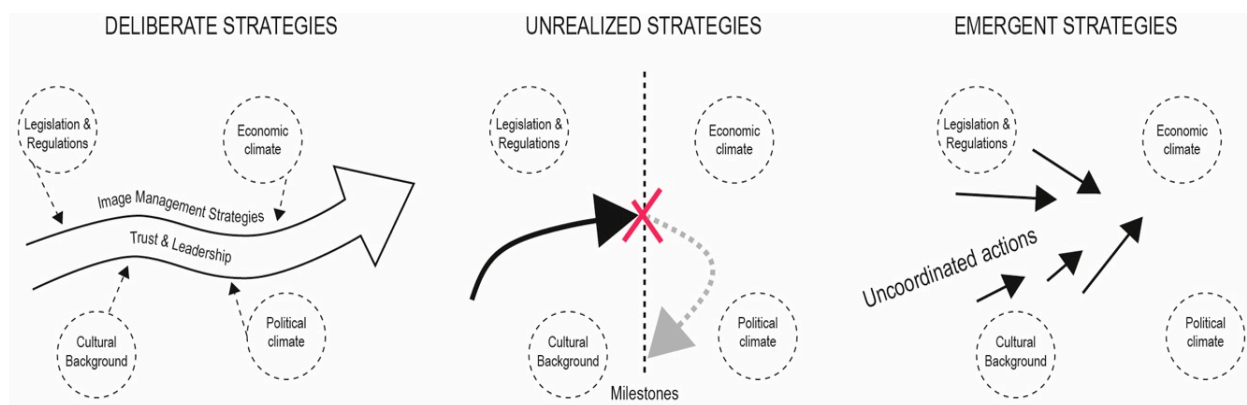 DELIBERATE STRATEGIES
Legislation &
Regulations
Economic
climate
Image Management Strategies
Trust & Leadership
Cultural
Background
Political
climate
UNREALIZED STRATEGIES
Legislation &
Regulations
Economic
climate
Cultural
Background
Political
climate
Milestones
EMERGENT STRATEGIES
Legislation &
Regulations
Economic
climate
Uncoordinated actions
Cultural
Background
Political
climate